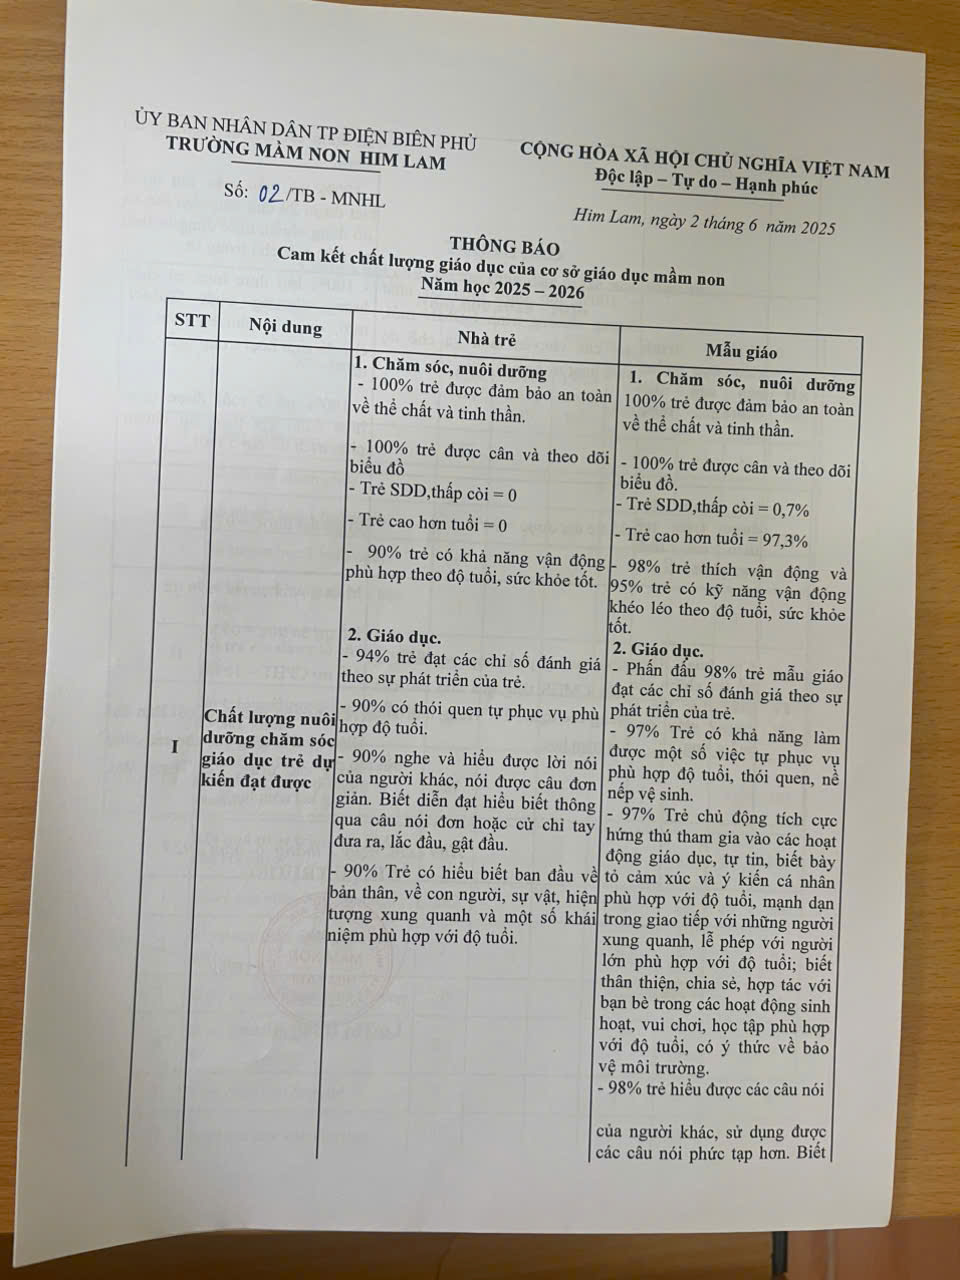 ỦY BAN NHÂN DÂN TP ĐIỆN BIÊN PHỦ
TRƯỜNG MẦM NON HIM LAM
Số: 02/TB - MNHL
CỘNG HÒA XÃ HỘI CHỦ NGHĨA VIỆT NAM
Độc lập – Tự do – Hạnh phúc
Him Lam, ngày 2 tháng 6 năm 2025
THÔNG BÁO
Cam kết chất lượng giáo dục của cơ sở giáo dục mầm non
Năm học 2025 – 2026
STT
Nội dung
Nhà trẻ
Mẫu giáo
I
Chất lượng nuôi
dưỡng chăm sóc
giáo dục trẻ dự
kiến đạt được
1. Chăm sóc, nuôi dưỡng
- 100% trẻ được đảm bảo an toàn
về thể chất và tinh thần.
- 100% trẻ được cân và theo dõi
biểu đồ
- Trẻ SDD,thấp còi = 0
- Trẻ cao hơn tuổi = 0
- 90% trẻ có khả năng vận động
phù hợp theo độ tuổi, sức khỏe tốt.
2. Giáo dục.
- 94% trẻ đạt các chỉ số đánh giá
theo sự phát triển của trẻ.
- 90% có thói quen tự phục vụ phù
hợp độ tuổi.
- 90% nghe và hiểu được lời nói
của người khác, nói được câu đơn
giản. Biết diễn đạt hiểu biết thông
qua câu nói đơn hoặc cử chỉ tay
đưa ra, lắc đầu, gật đầu.
- 90% Trẻ có hiểu biết ban đầu về
bản thân, về con người, sự vật, hiện
tượng xung quanh và một số khái
niệm phù hợp với độ tuổi.
1. Chăm sóc, nuôi dưỡng
100% trẻ được đảm bảo an toàn
về thể chất và tinh thần.
- 100% trẻ được cân và theo dõi
biểu đồ.
- Trẻ SDD,thấp còi = 0,7%
- Trẻ cao hơn tuổi = 97,3%
- 98% trẻ thích vận động và
95% trẻ có kỹ năng vận động
khéo léo theo độ tuổi, sức khỏe
tốt.
2. Giáo dục.
- Phấn đấu 98% trẻ mẫu giáo
đạt các chỉ số đánh giá theo sự
phát triển của trẻ.
- 97% Trẻ có khả năng làm
được một số việc tự phục vụ
phù hợp độ tuổi, thói quen, nề
nếp vệ sinh.
- 97% Trẻ chủ động tích cực
hứng thú tham gia vào các hoạt
động giáo dục, tự tin, biết bày
tỏ cảm xúc và ý kiến cá nhân
phù hợp với độ tuổi, mạnh dạn
trong giao tiếp với những người
xung quanh, lễ phép với người
lớn phù hợp với độ tuổi; biết
thân thiện, chia sẻ, hợp tác với
bạn bè trong các hoạt động sinh
hoạt, vui chơi, học tập phù hợp
với độ tuổi, có ý thức về bảo
vệ môi trường.
- 98% trẻ hiểu được các câu nói
của người khác, sử dụng được
các câu nói phức tạp hơn. Biết